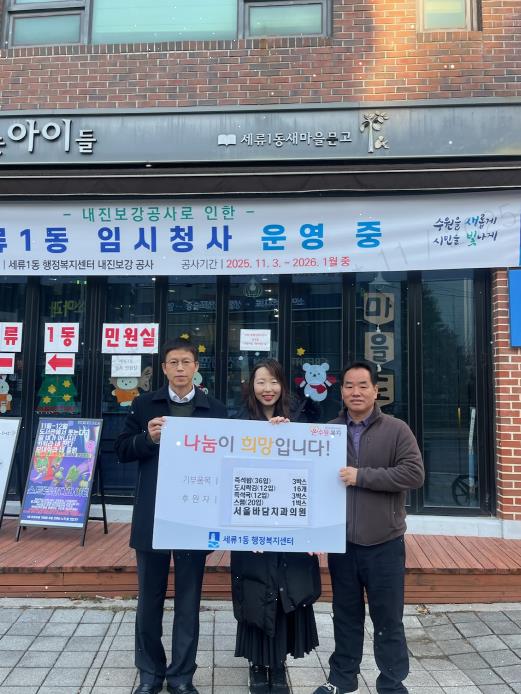 는아이들
세류1동새마을문고
- 내진보강공사로 인한 -
류1동 임시청사 운영 중
수원을 새롭게
시민을 빛나게
세류1동 행정복지센터 내진보강 공사 공사기간 | 2025. 11. 3. ~ 2026. 1월 중
류 1동 민원실
마을
나눔이 희망입니다!
기부품목
후원자
즉석밥(36입) 3박스
도시락김(12입) 16개
즉석국(12입) 3박스
스팸(20입) 1박스
서울바담치과의원
세류1동 행정복지센터